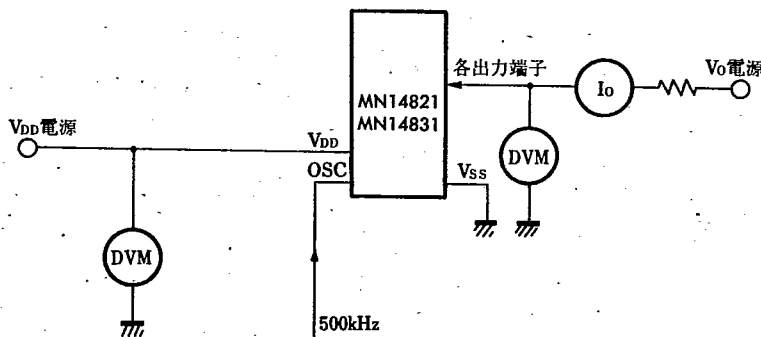 各出力端子
Io
Vo電源
MN14821
MN14831
VDD電源
VDD
OSC
VSS
DVM
DVM
500kHz